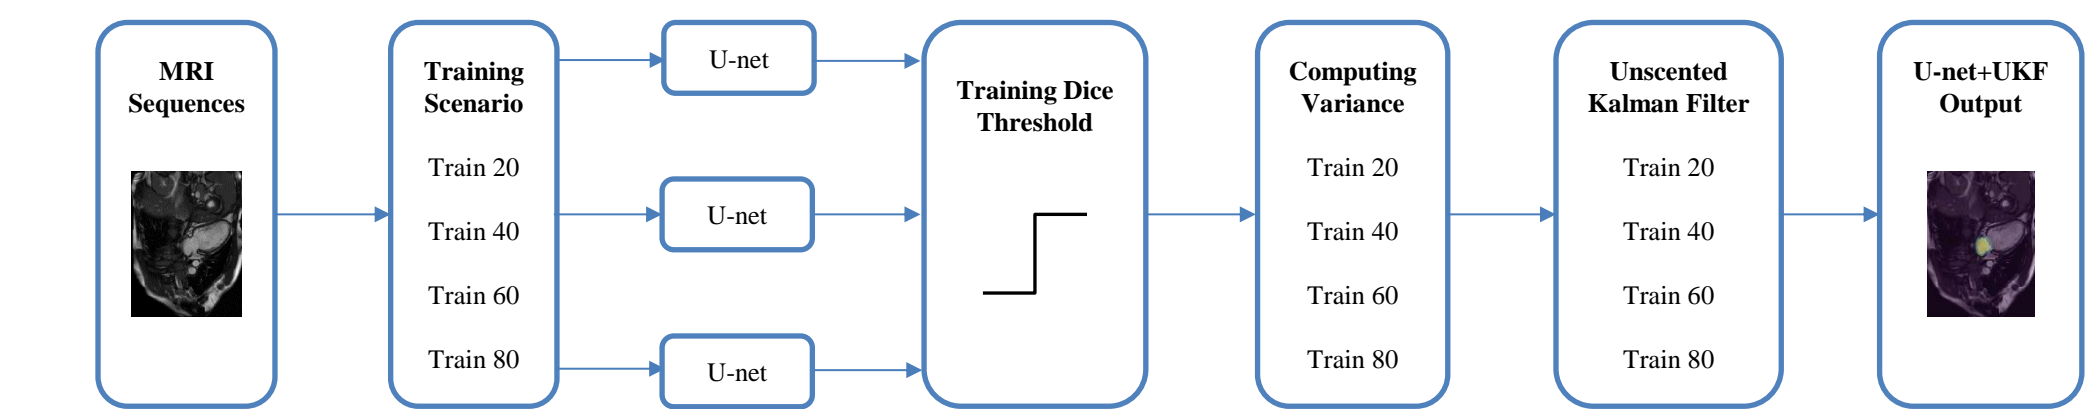 MRI
Sequences
Training
Scenario
Train 20
Train 40
Train 60
Train 80
U-net
U-net
U-net
Training Dice
Threshold
Computing
Variance
Train 20
Train 40
Train 60
Train 80
Unscented
Kalman Filter
Train 20
Train 40
Train 60
Train 80
U-net+UKF
Output